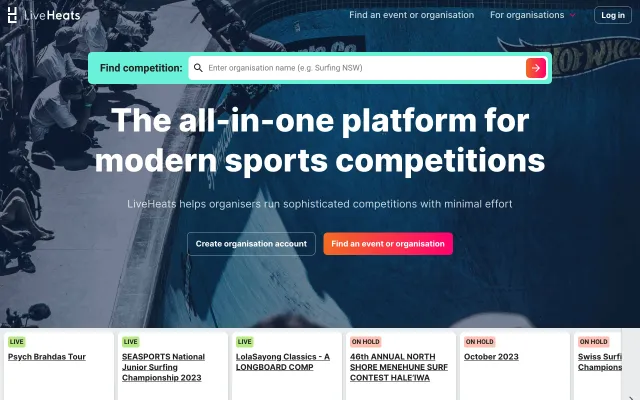 LiveHeats
Find an event or organisation
For organisations
Log in
HOT WHEELS
Find competition:
Enter organisation name (e.g. Surfing NSW)
The all-in-one platform for
modern sports competitions
LiveHeats helps organisers run sophisticated competitions with minimal effort
Create organisation account
Find an event or organisation
LIVE
Psych Brahdas Tour
LIVE
SEASPORTS National
Junior Surfing
Championship 2023
LIVE
LolaSayong Classics - A
LONGBOARD COMP
ON HOLD
46th ANNUAL NORTH
SHORE MENEHUNE SURF
CONTEST HALE'IWA
ON HOLD
October 2023
ON HOLD
Swiss Surfi
Champions